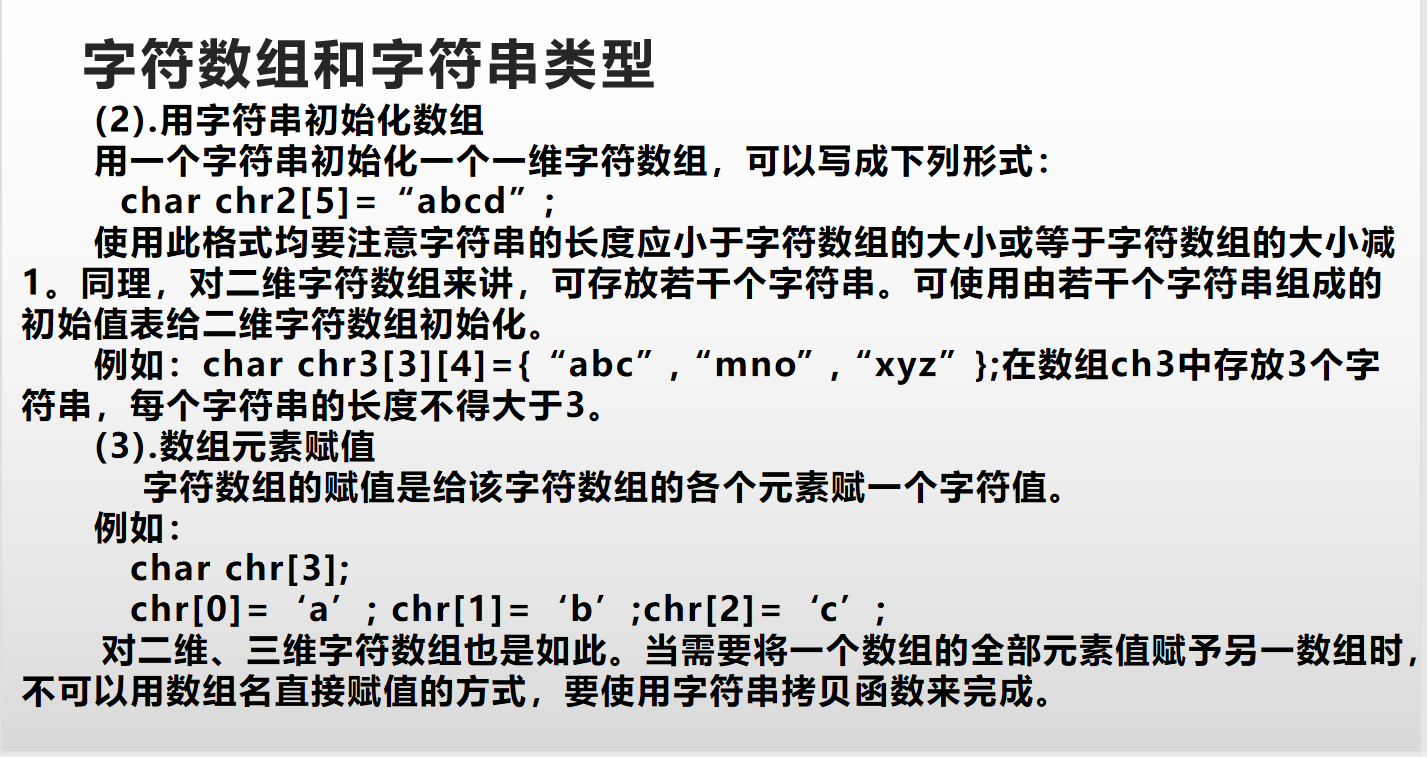 字符数组和字符串类型
(2).用字符串初始化数组
用一个字符串初始化一个一维字符数组，可以写成下列形式：
char chr2[5]=“abcd”;
使用此格式均要注意字符串的长度应小于字符数组的大小或等于字符数组的大小减
1。同理，对二维字符数组来讲，可存放若干个字符串。可使用由若干个字符串组成的
初始值表给二维字符数组初始化。
例如：char chr3[3][4]={“abc”,“mno”,“xyz”};在数组ch3中存放3个字
符串，每个字符串的长度不得大于3。
(3).数组元素赋值
字符数组的赋值是给该字符数组的各个元素赋一个字符值。
例如：
char chr[3];
chr[0]=‘a’; chr[1]=‘b’;chr[2]=‘c’;
对二维、三维字符数组也是如此。当需要将一个数组的全部元素值赋予另一数组时，
不可以用数组名直接赋值的方式，要使用字符串拷贝函数来完成。